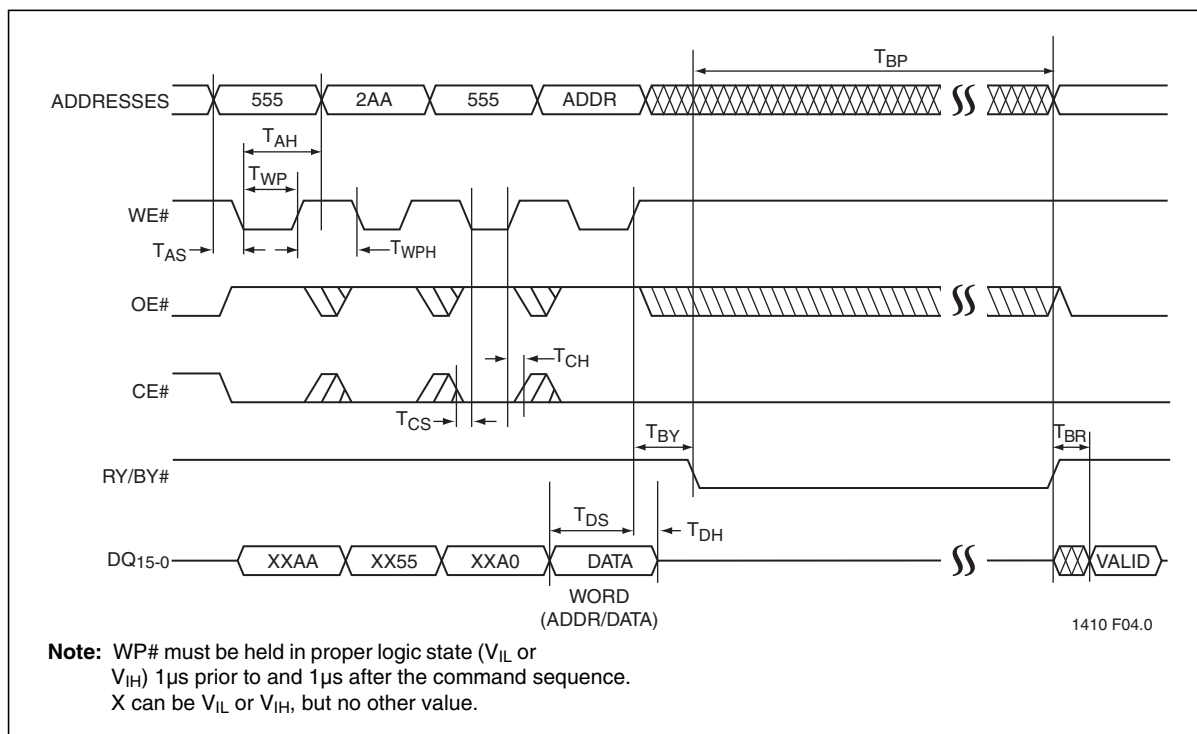 T_BP
ADDRESSES 555 2AA 555 ADDR
T_AH
T_WP
WE#
T_AS T_WPH
OE#
T_CH
CE#
T_CS
T_BY T_BR
RY/BY#
T_DS T_DH
DQ15-0 XXAA XX55 XXA0 DATA VALID
WORD
(ADDR/DATA)
1410 F04.0
Note: WP# must be held in proper logic state (V_IL or
V_IH) 1µs prior to and 1µs after the command sequence.
X can be V_IL or V_IH, but no other value.